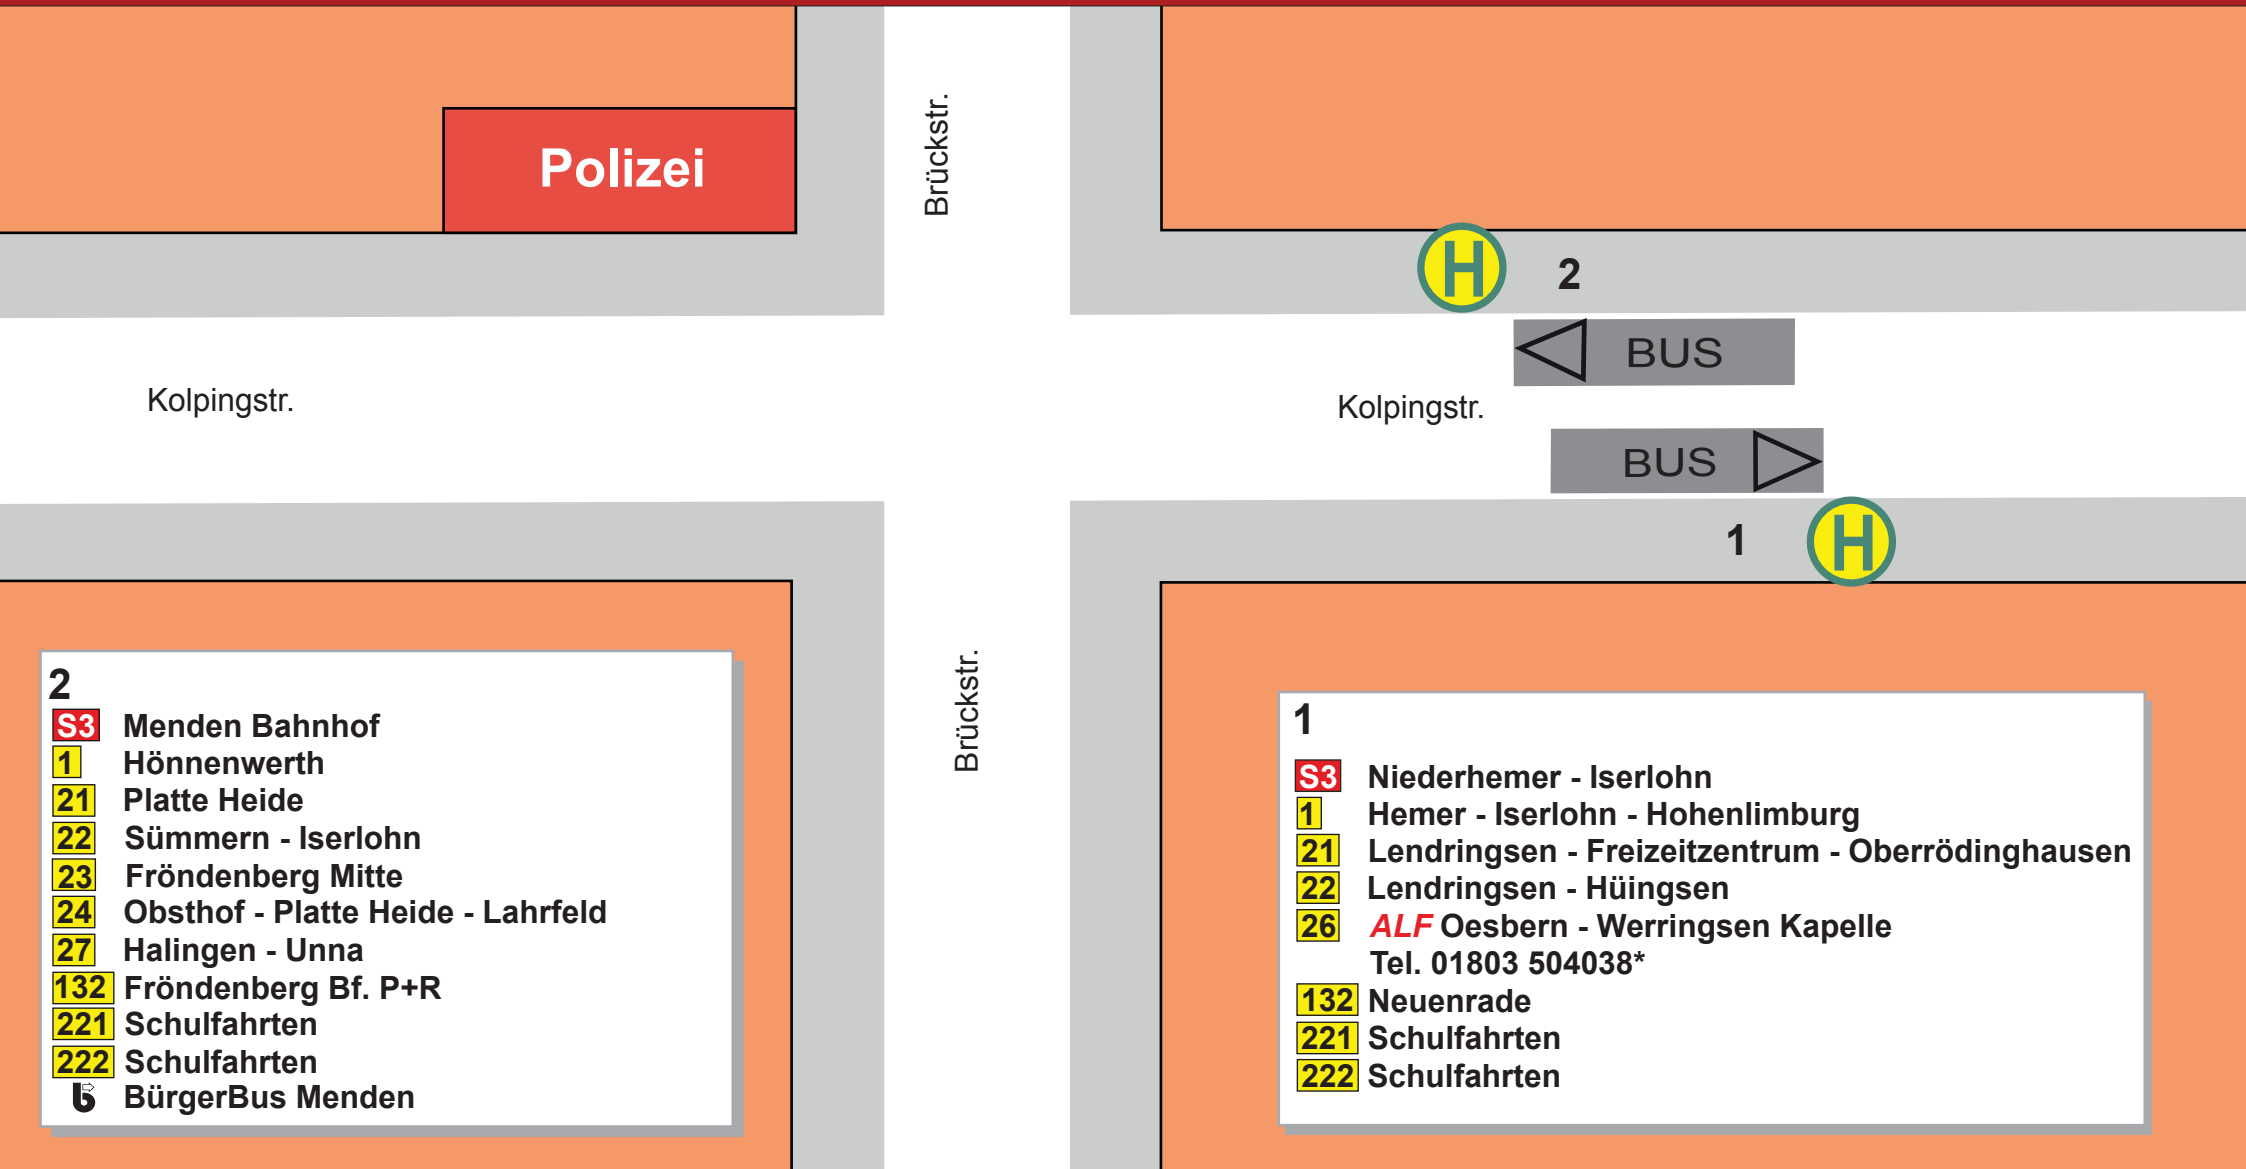 Polizei
Brückstr.
H 2
BUS
Kolpingstr.
Kolpingstr.
BUS
1 H
Brückstr.
2
S3 Menden Bahnhof
1 Hönnenwerth
21 Platte Heide
22 Sümmern - Iserlohn
23 Fröndenberg Mitte
24 Obsthof - Platte Heide - Lahrfeld
27 Halingen - Unna
132 Fröndenberg Bf. P+R
221 Schulfahrten
222 Schulfahrten
b BürgerBus Menden
1
S3 Niederhemer - Iserlohn
1 Hemer - Iserlohn - Hohenlimburg
21 Lendringsen - Freizeitzentrum - Oberrödinghausen
22 Lendringsen - Hüingsen
26 ALF Oesbern - Werringsen Kapelle
Tel. 01803 504038*
132 Neuenrade
221 Schulfahrten
222 Schulfahrten